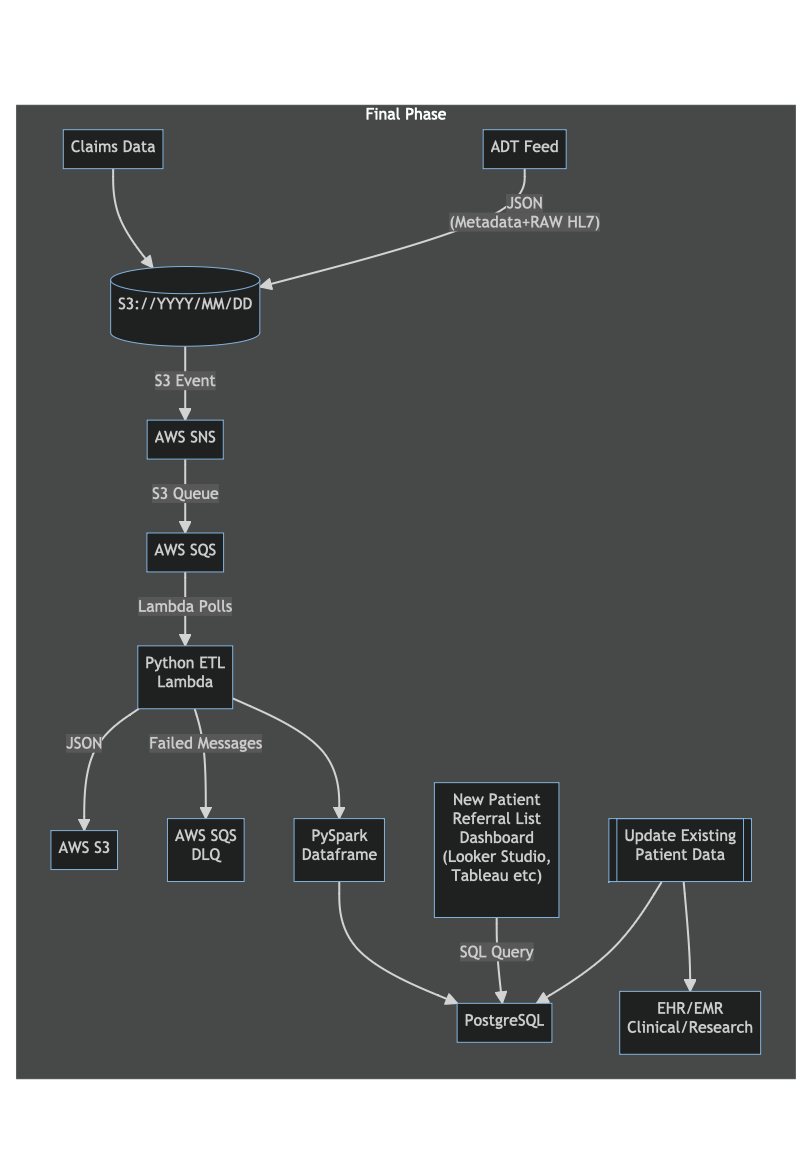 Final Phase
Claims Data
ADT Feed
JSON
(Metadata+RAW HL7)
S3://YYYY/MM/DD
S3 Event
AWS SNS
S3 Queue
AWS SQS
Lambda Polls
Python ETL
Lambda
JSON
Failed Messages
AWS S3
AWS SQS
DLQ
PySpark
Dataframe
New Patient
Referral List
Dashboard
(Looker Studio,
Tableau etc)
Update Existing
Patient Data
SQL Query
PostgreSQL
EHR/EMR
Clinical/Research